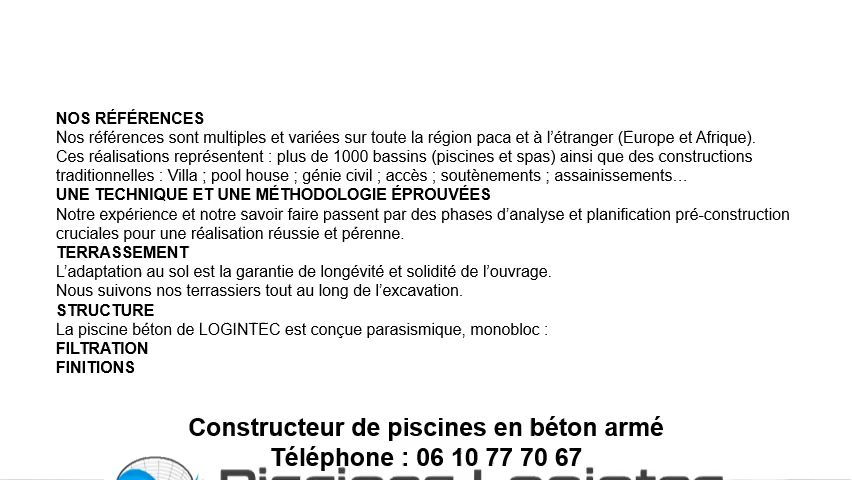 NOS RÉFÉRENCES
Nos références sont multiples et variées sur toute la région paca et à l’étranger (Europe et Afrique).
Ces réalisations représentent : plus de 1000 bassins (piscines et spas) ainsi que des constructions
traditionnelles : Villa ; pool house ; génie civil ; accès ; soutènements ; assainissements…
UNE TECHNIQUE ET UNE MÉTHODOLOGIE ÉPROUVÉES
Notre expérience et notre savoir faire passent par des phases d’analyse et planification pré-construction
cruciales pour une réalisation réussie et pérenne.
TERRASSEMENT
L’adaptation au sol est la garantie de longévité et solidité de l’ouvrage.
Nous suivons nos terrassiers tout au long de l’excavation.
STRUCTURE
La piscine béton de LOGINTEC est conçue parasismique, monobloc :
FILTRATION
FINITIONS
Constructeur de piscines en béton armé
Téléphone : 06 10 77 70 67